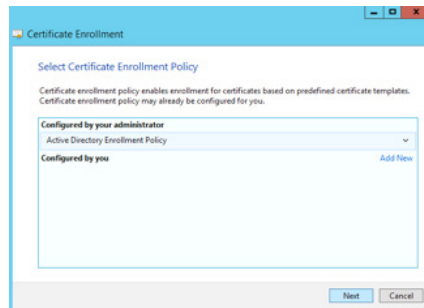 Certificate Enrollment
Select Certificate Enrollment Policy
Certificate enrollment policy enables enrollment for certificates based on predefined certificate templates.
Certificate enrollment policy may already be configured for you.
Configured by your administrator
Active Directory Enrollment Policy
Configured by you
Add New
Next
Cancel